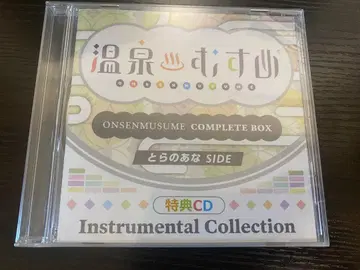 温泉♨むすめ
ONSENMUSUME COMPLETE BOX
とらのあな SIDE
特典CD
Instrumental Collection